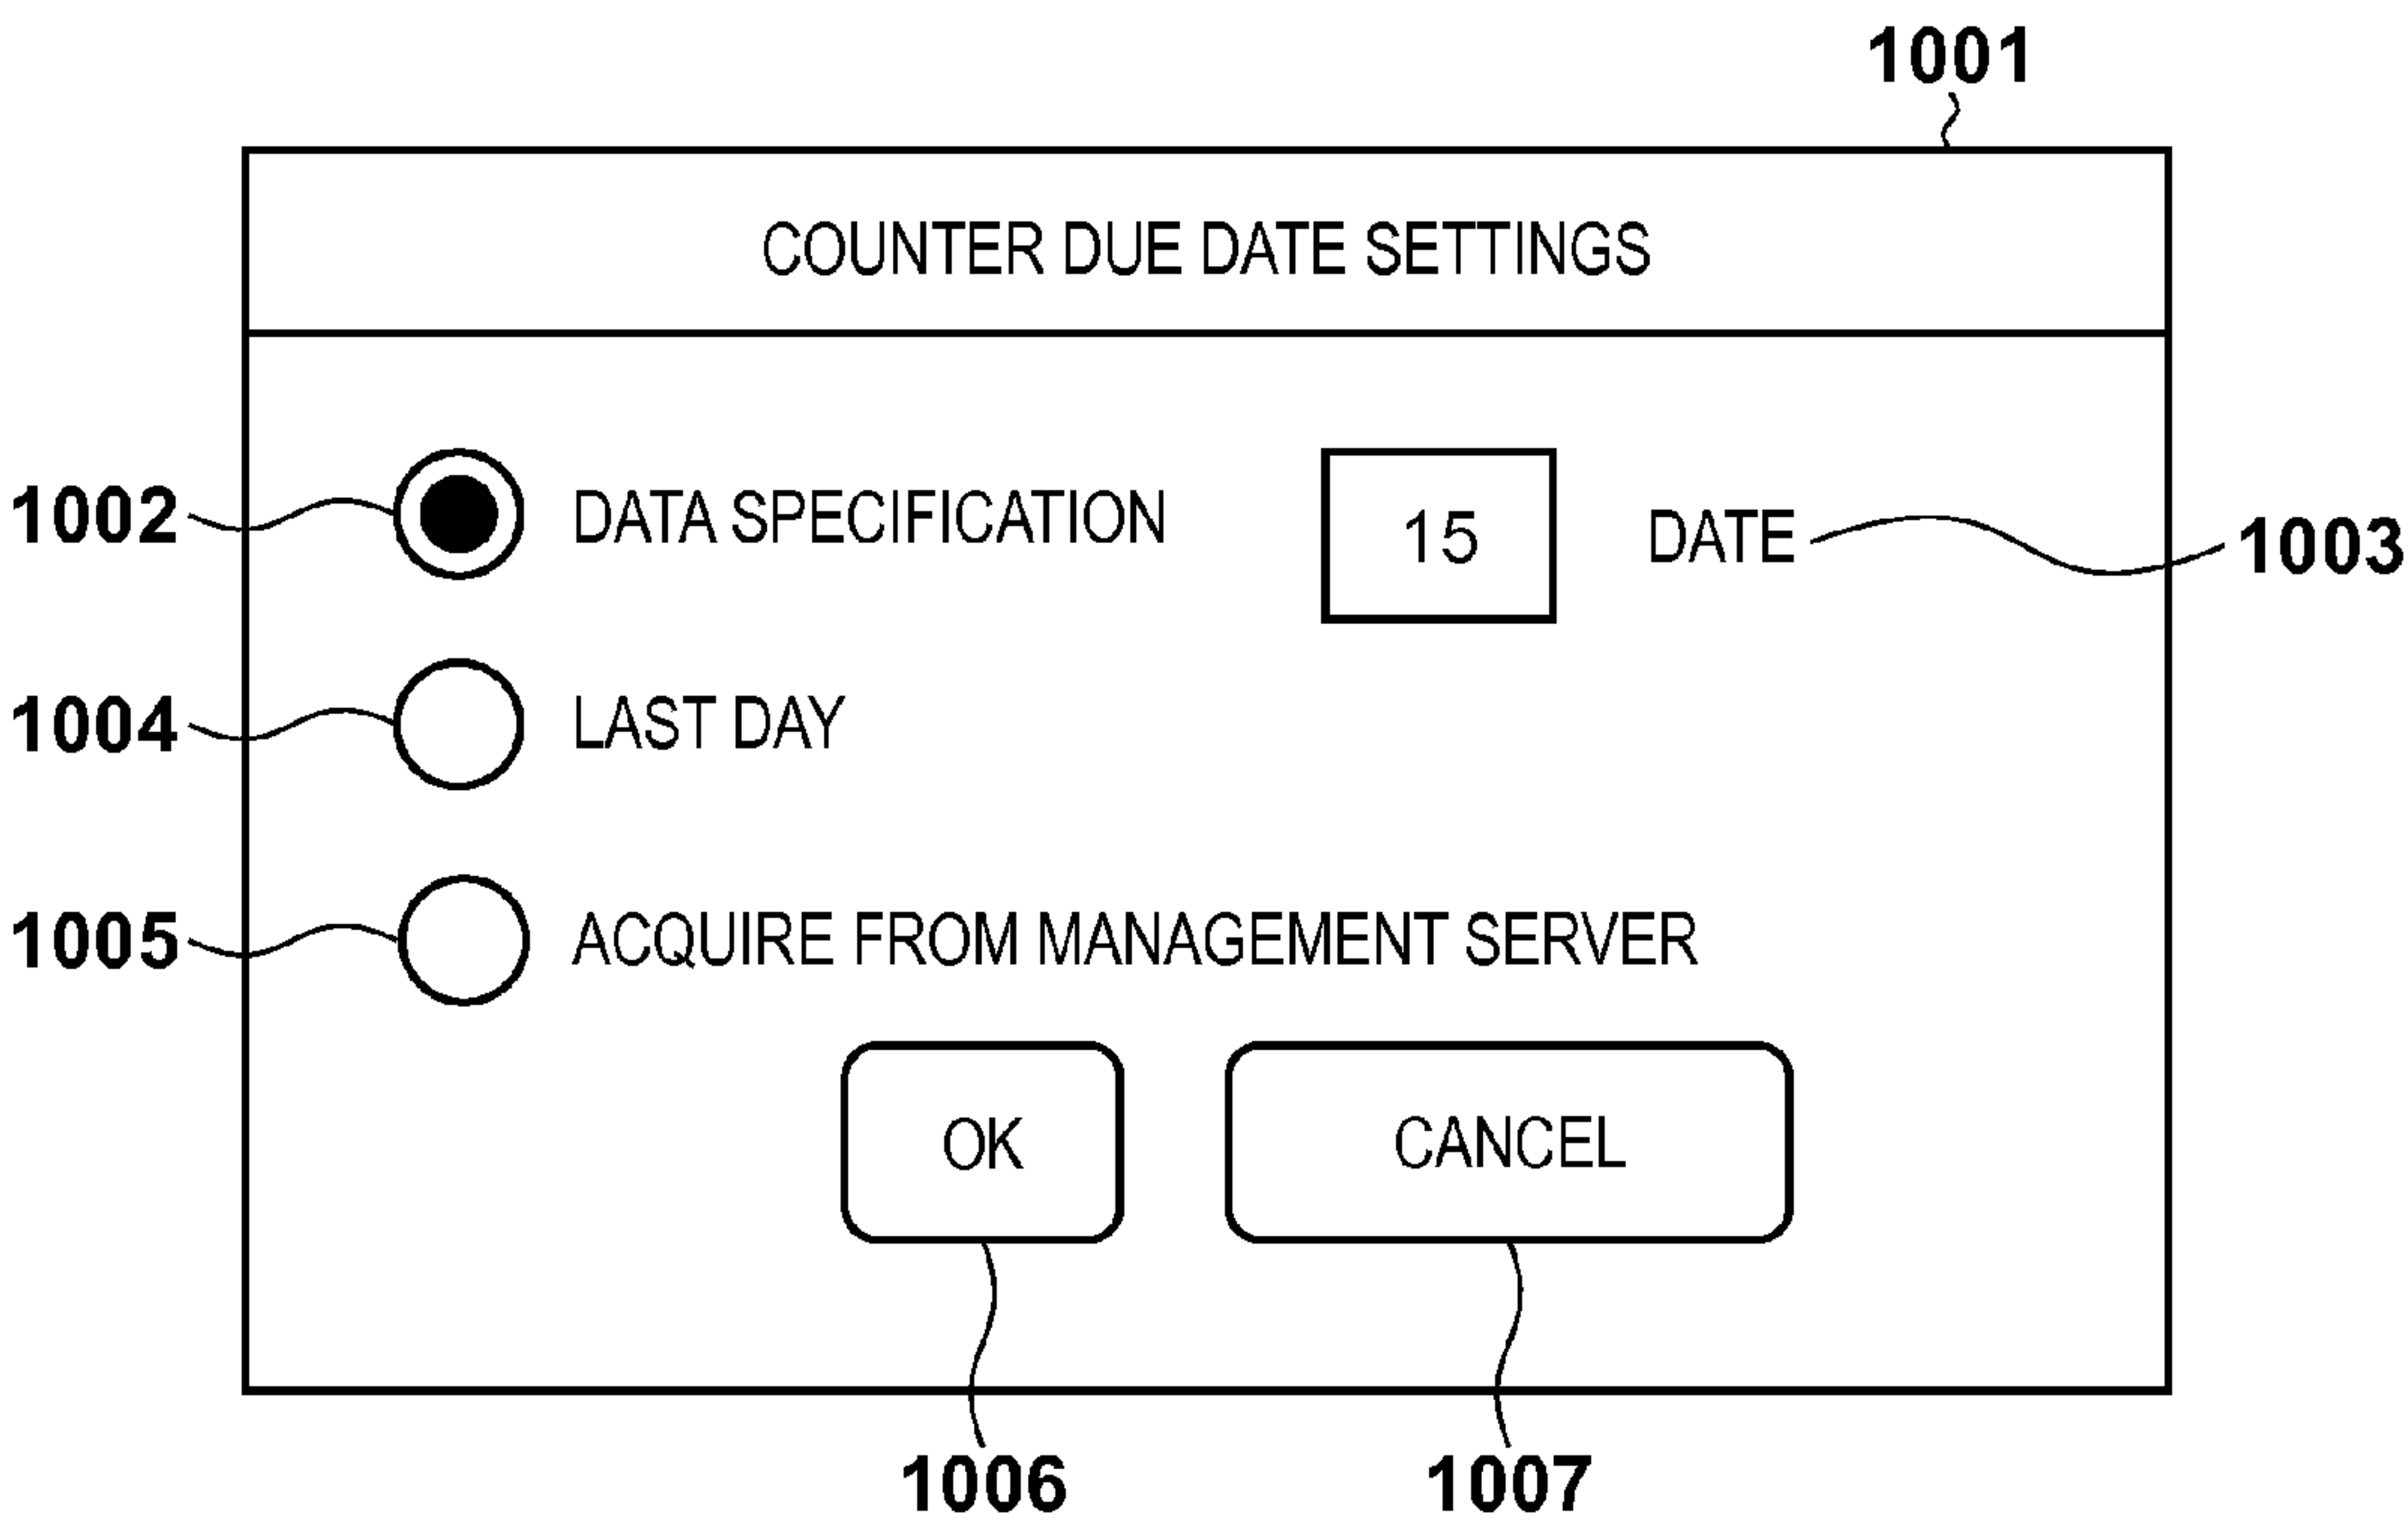 1001
COUNTER DUE DATE SETTINGS
1002 DATA SPECIFICATION 15 DATE 1003
1004 LAST DAY
1005 ACQUIRE FROM MANAGEMENT SERVER
OK CANCEL
1006 1007